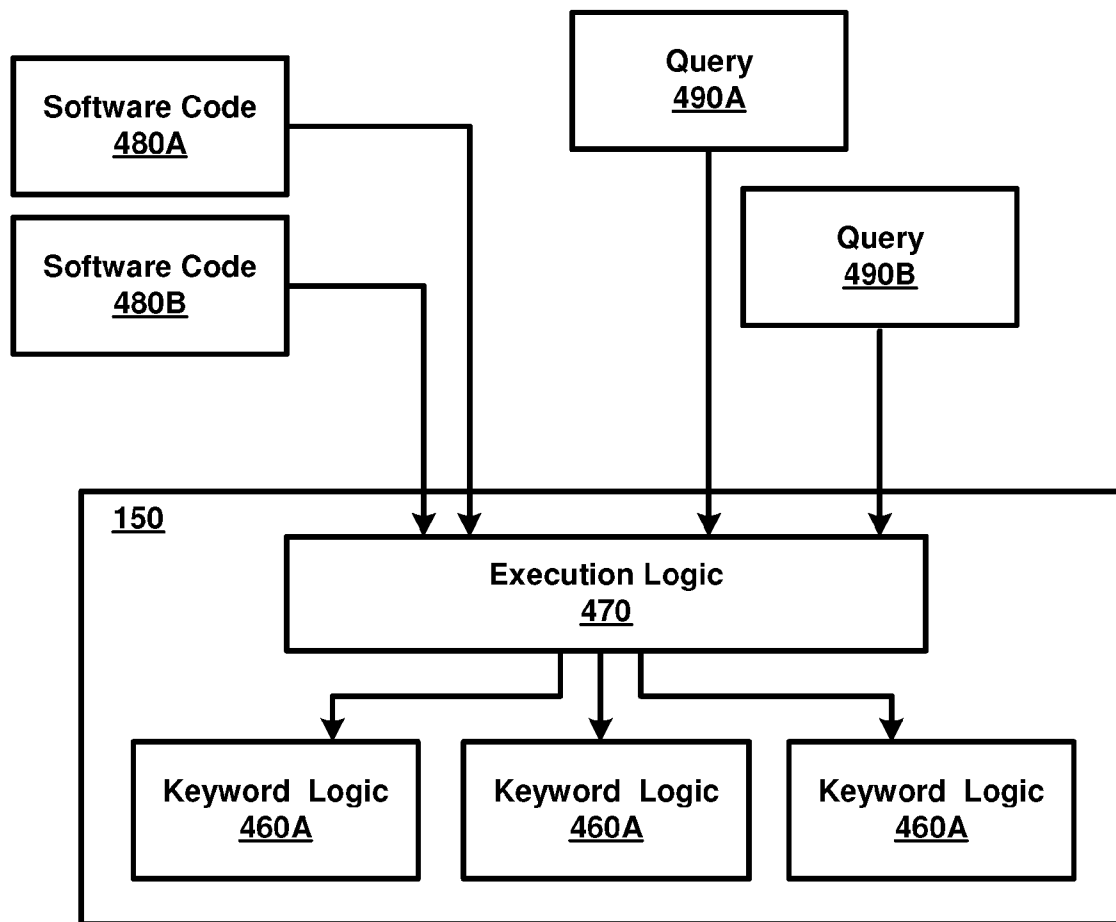 Software Code
480A
Query
490A
Software Code
480B
Query
490B
150
Execution Logic
470
Keyword Logic
460A
Keyword Logic
460A
Keyword Logic
460A